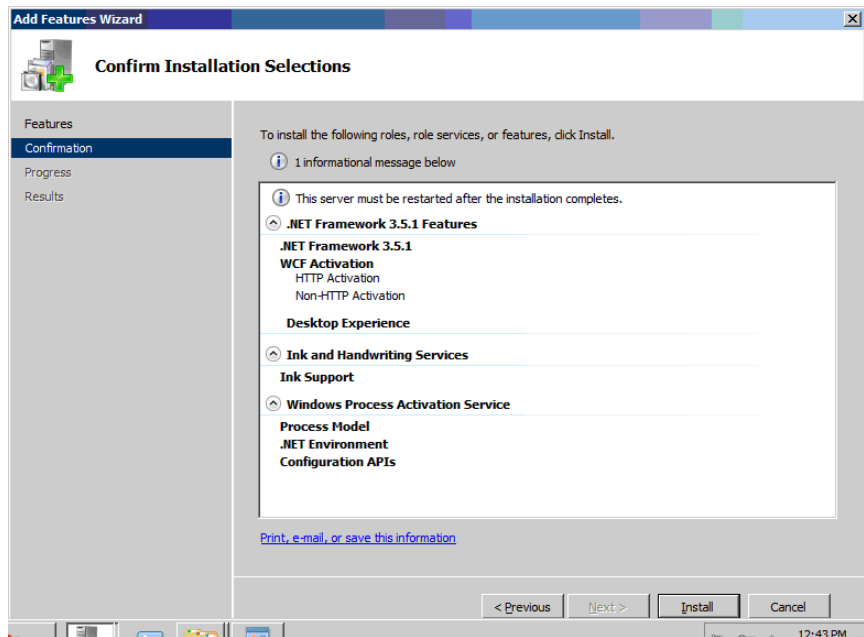 Add Features Wizard
Confirm Installation Selections
Features
Confirmation
Progress
Results
To install the following roles, role services, or features, click Install.
1 informational message below
This server must be restarted after the installation completes.
.NET Framework 3.5.1 Features
.NET Framework 3.5.1
WCF Activation
HTTP Activation
Non-HTTP Activation
Desktop Experience
Ink and Handwriting Services
Ink Support
Windows Process Activation Service
Process Model
.NET Environment
Configuration APIs
Print, e-mail, or save this information
< Previous Next > Install Cancel
12:43 PM